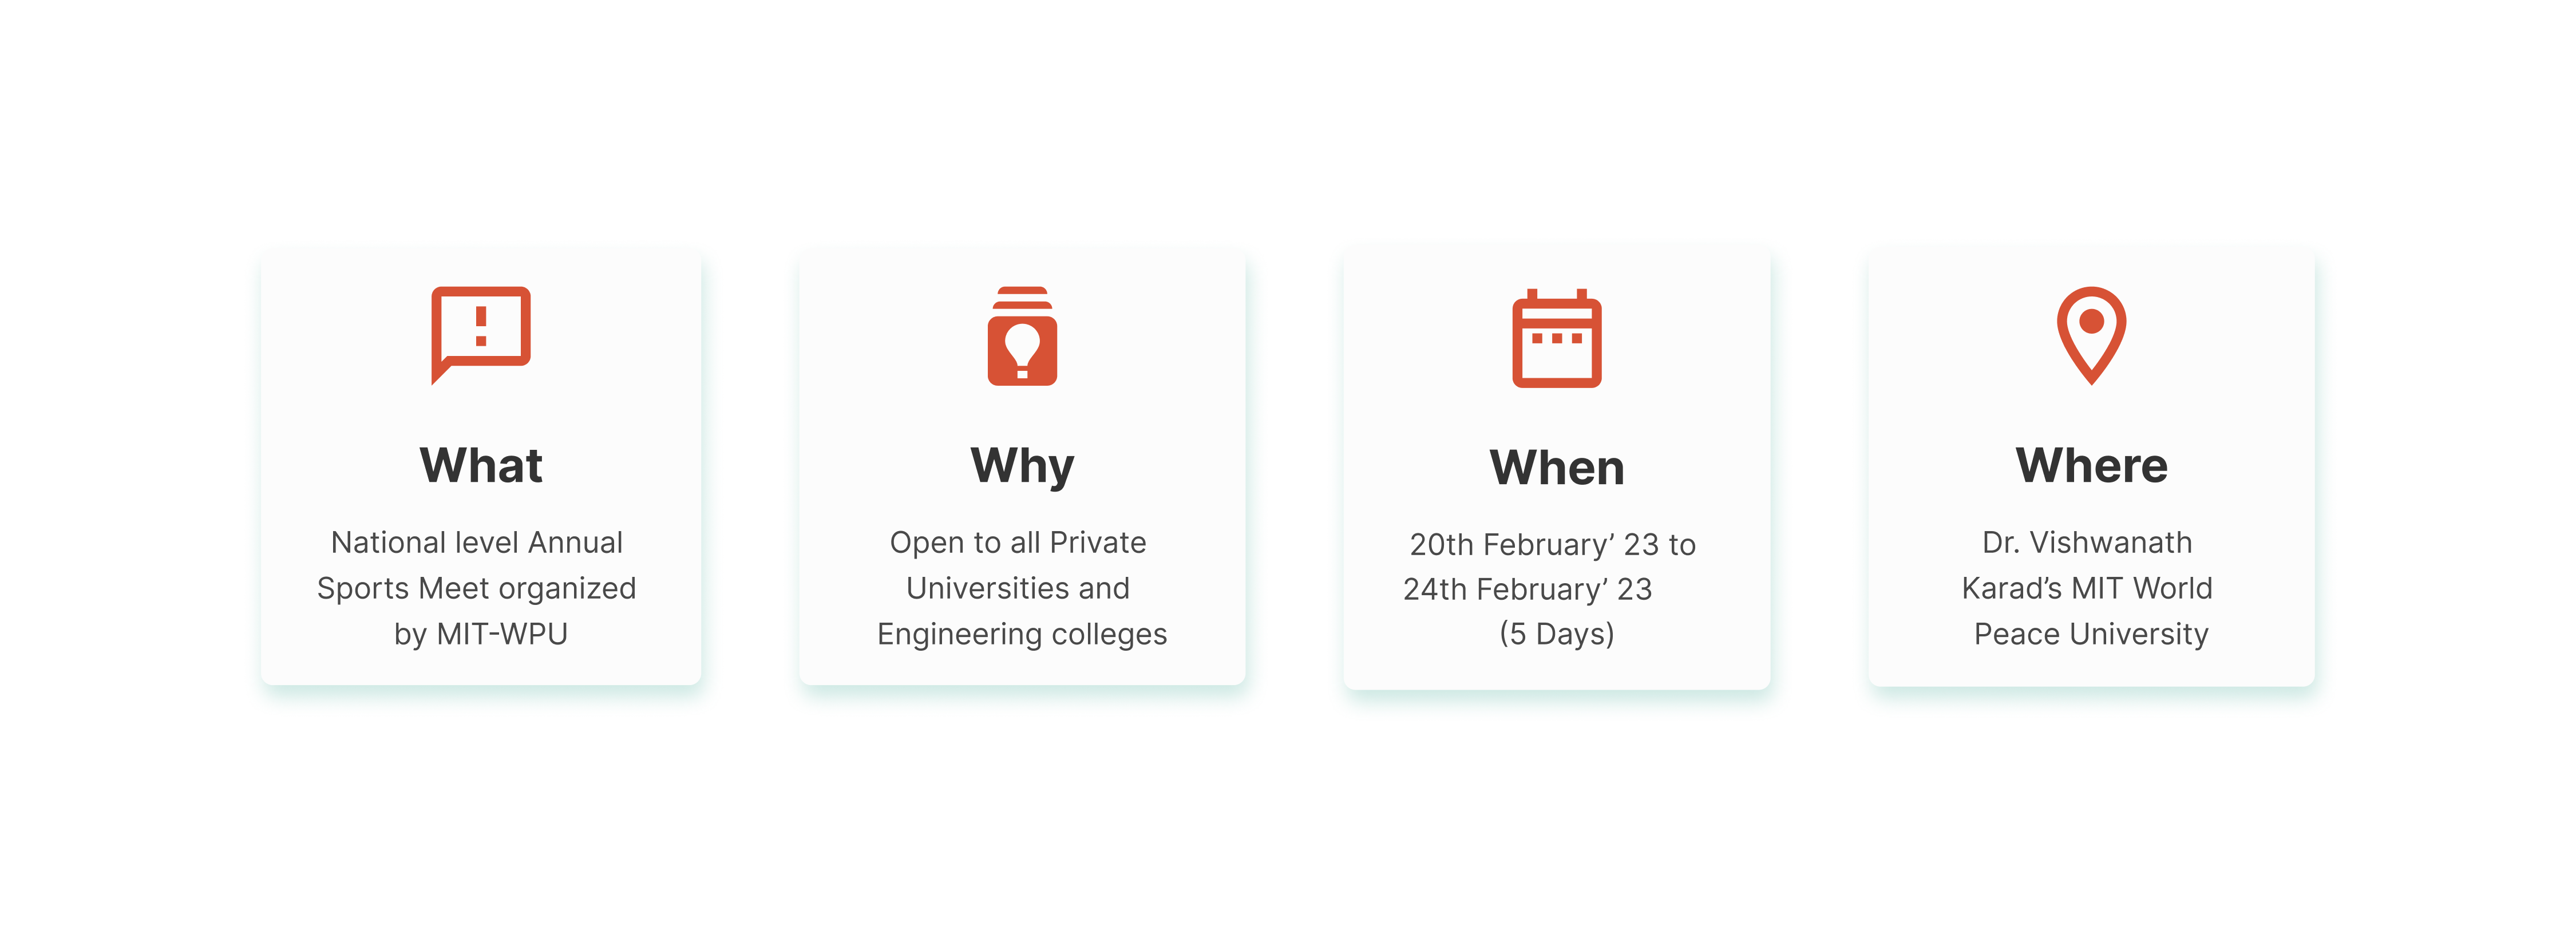 What
National level Annual
Sports Meet organized
by MIT-WPU
Why
Open to all Private
Universities and
Engineering colleges
When
20th February’ 23 to
24th February’ 23
(5 Days)
Where
Dr. Vishwanath
Karad’s MIT World
Peace University